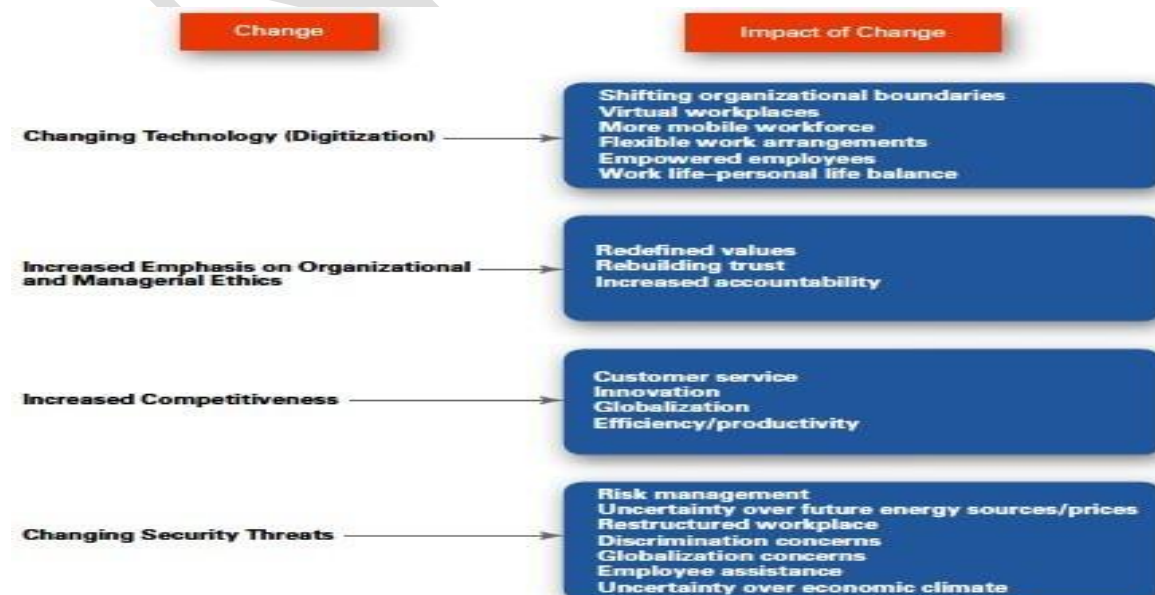 Change
Impact of Change
Changing Technology (Digitization)
Shifting organizational boundaries
Virtual workplaces
More mobile workforce
Flexible work arrangements
Empowered employees
Work life–personal life balance
Increased Emphasis on Organizational
and Managerial Ethics
Redefined values
Rebuilding trust
Increased accountability
Increased Competitiveness
Customer service
Innovation
Globalization
Efficiency/productivity
Changing Security Threats
Risk management
Uncertainty over future energy sources/prices
Restructured workplace
Discrimination concerns
Globalization concerns
Employee assistance
Uncertainty over economic climate